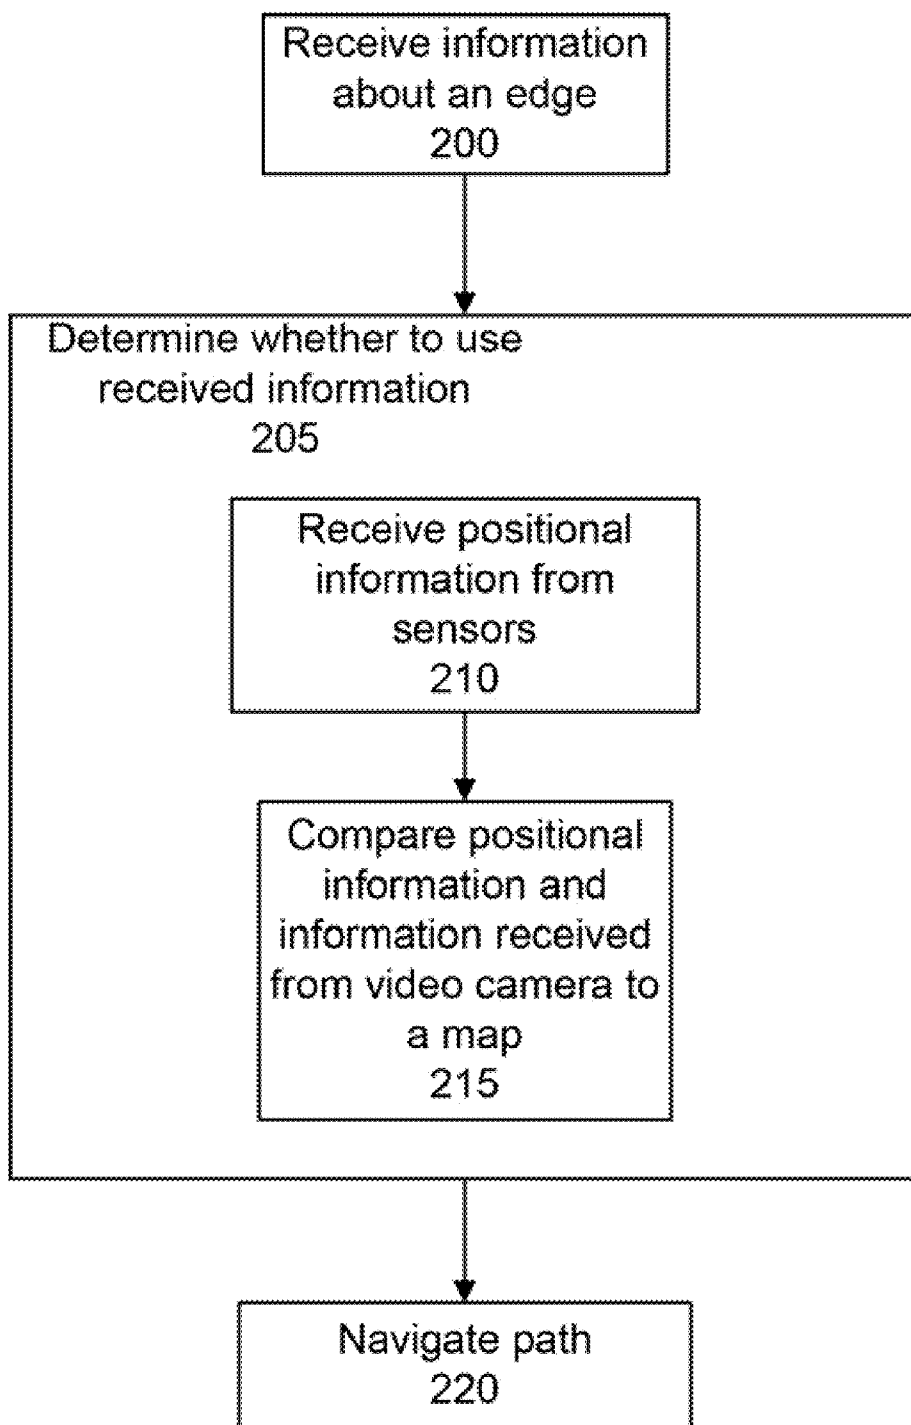 Receive information
about an edge
200
Determine whether to use
received information
205
Receive positional
information from
sensors
210
Compare positional
information and
information received
from video camera to
a map
215
Navigate path
220